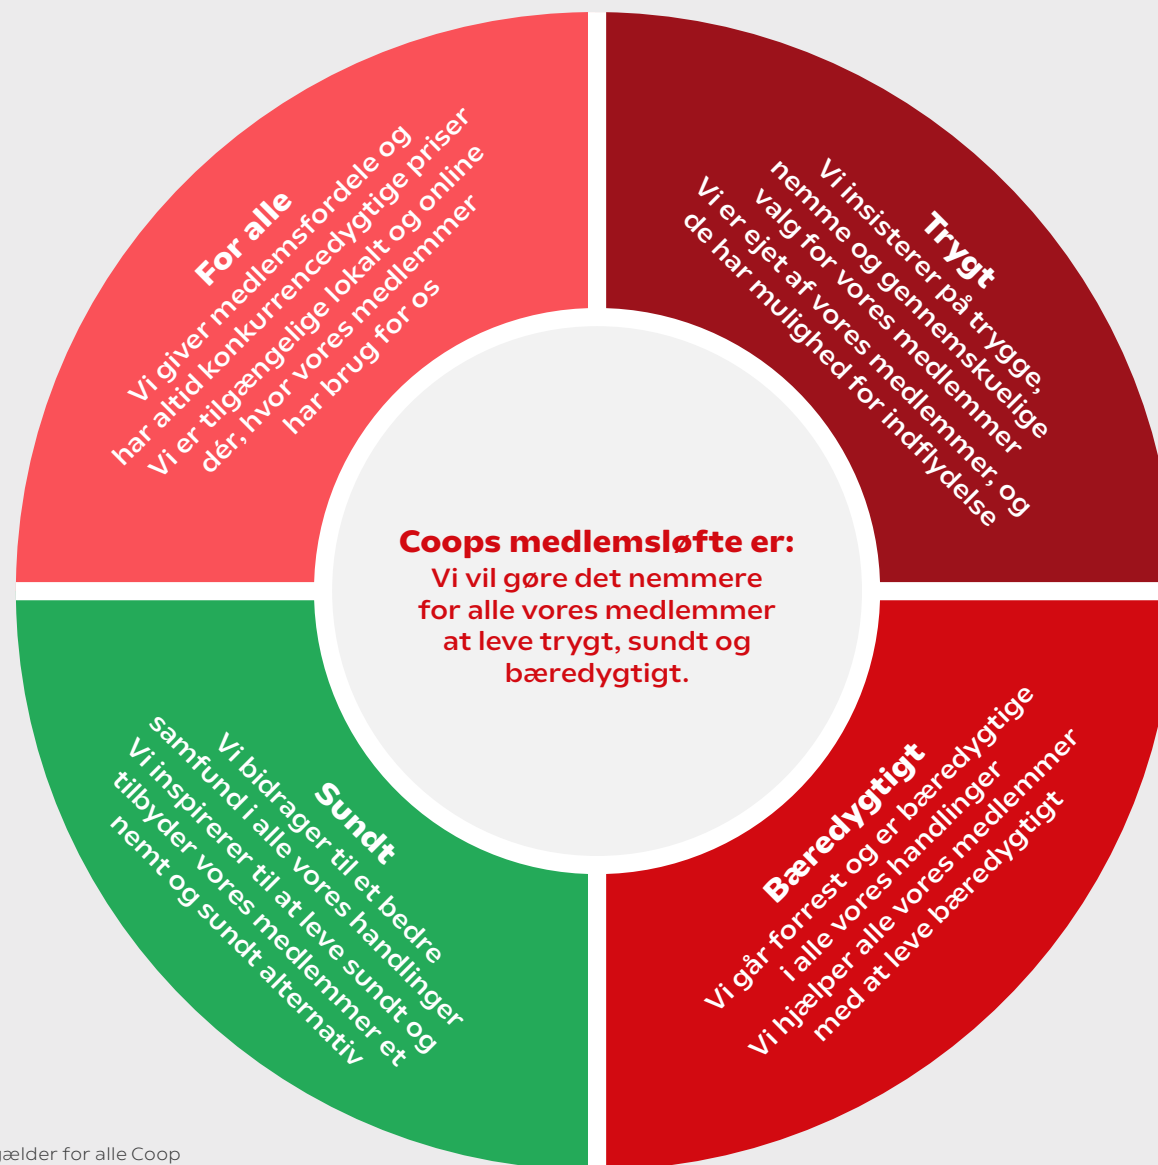 For alle
Vi giver medlemsfordele og
har altid konkurrencedygtige priser
Vi er tilgængelige lokalt og online
dér, hvor vores medlemmer
har brug for os
Trygt
Vi insisterer på trygge,
nemme og gennemskuelige
valg for vores medlemmer
Vi er ejet af vores medlemmer, og
de har mulighed for indflydelse
Coops medlemsløfte er:
Vi vil gøre det nemmere
for alle vores medlemmer
at leve trygt, sundt og
bæredygtigt.
Sundt
Vi bidrager til et bedre
samfund i alle vores handlinger
Vi inspirerer til at leve sundt og
tilbyder vores medlemmer et
nemt og sundt alternativ
Bæredygtigt
Vi går forrest og er bæredygtige
i alle vores handlinger
Vi hjælper alle vores medlemmer
med at leve bæredygtigt
for alle Coop